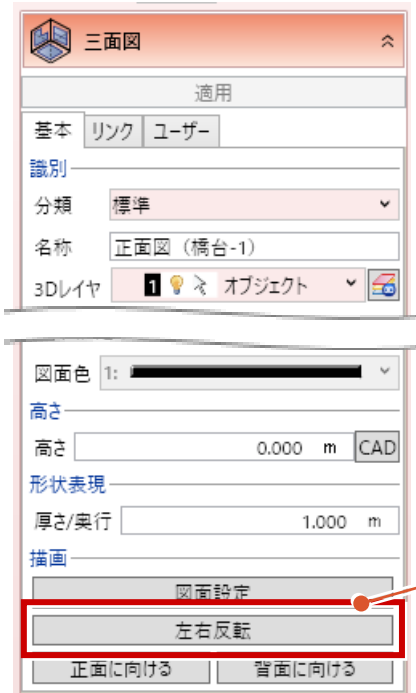 三面図
適用
基本 リンク ユーザー
識別
分類 標準
名称 正面図（橋台-1）
3Dレイヤ 1 オブジェクト
図面色 1:
高さ
高さ 0.000 m CAD
形状表現
厚さ/奥行 1.000 m
描画
図面設定
左右反転
正面に向ける 背面に向ける